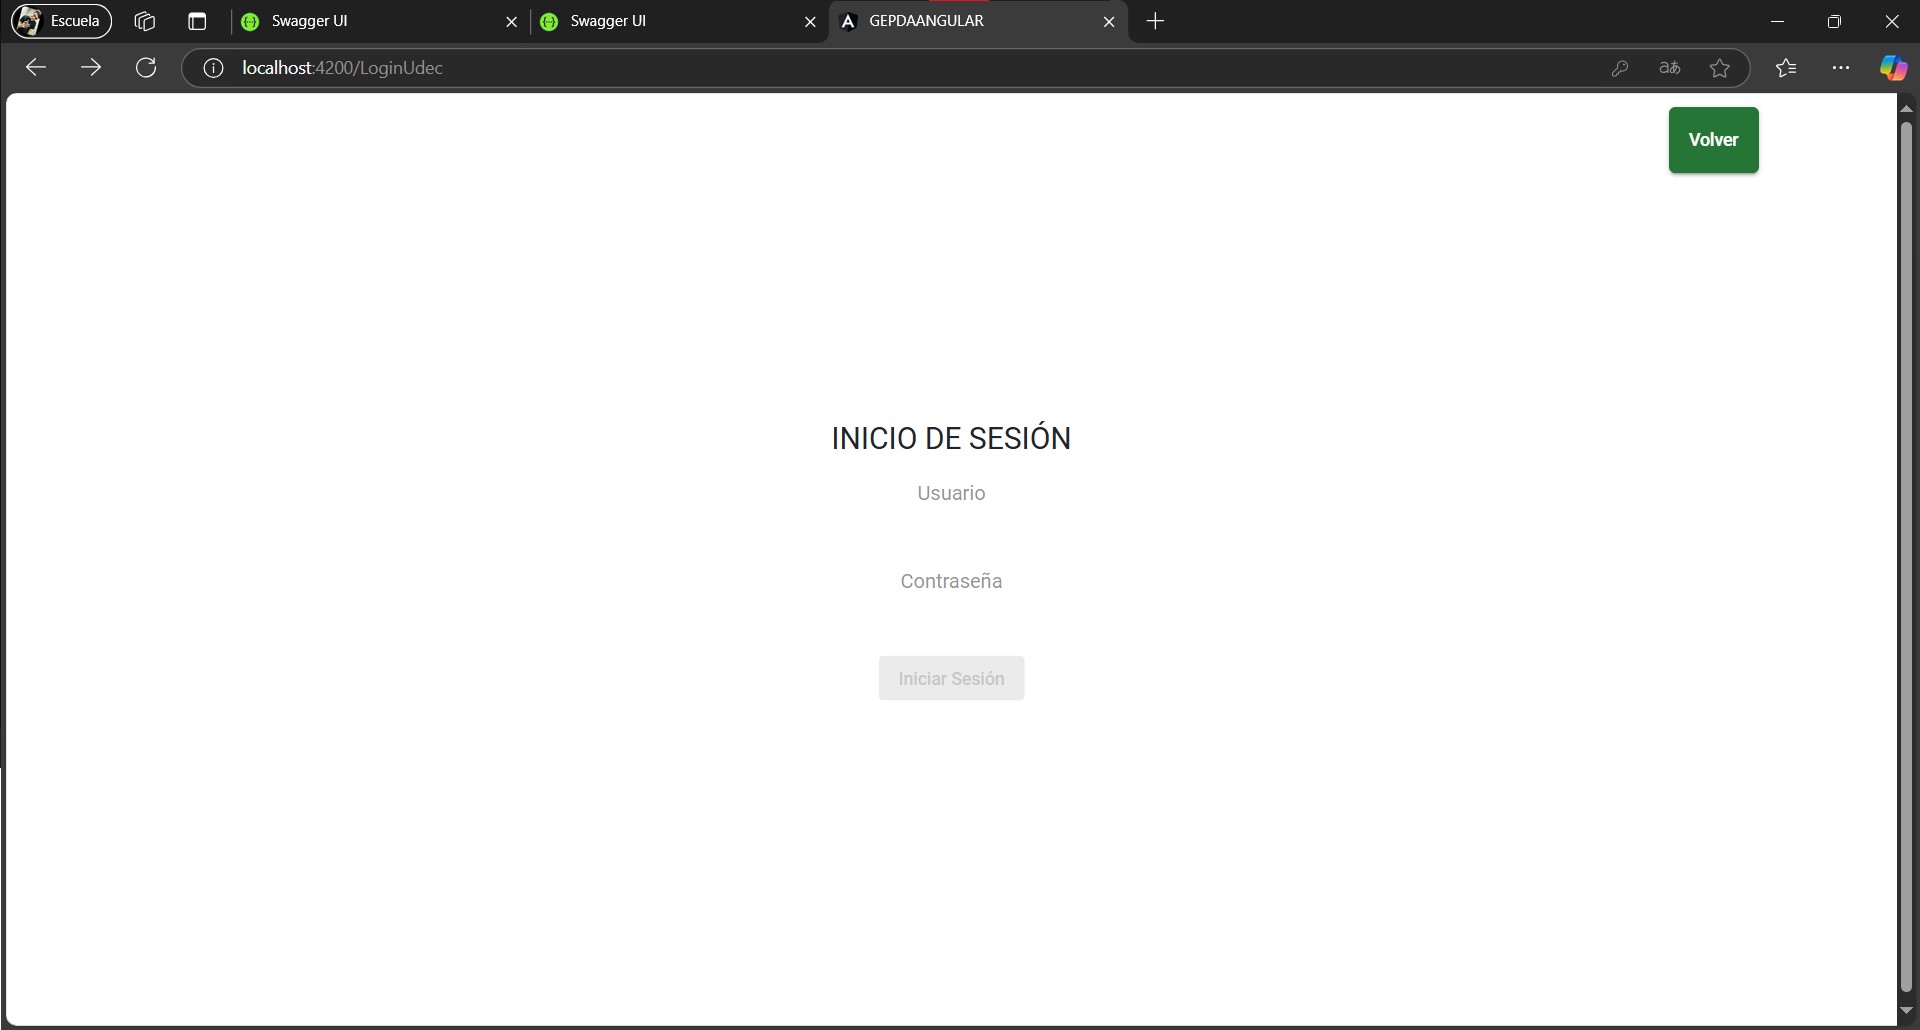 Escuela
Swagger UI
Swagger UI
GEPDAANGULAR
localhost:4200/LoginUdec
Volver
INICIO DE SESIÓN
Usuario
Contraseña
Iniciar Sesión